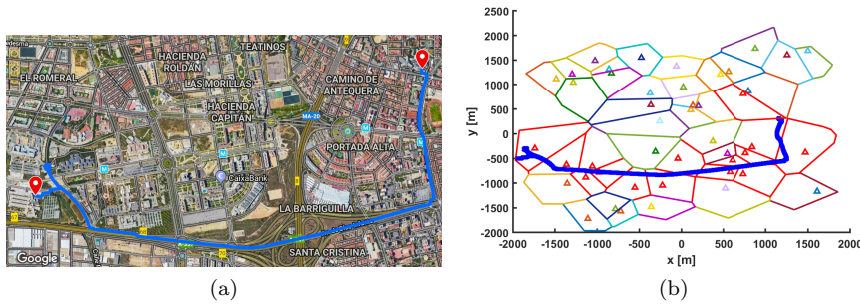 TEATINOS
HACIENDA
ROLDÁN
EL ROMERAL
LAS MORILLAS
CAMINO DE
ANTEQUERA
HACIENDA
CAPITÁN
MA-20
PORTADA ALTA
CaixaBank
LA BARRIGUILLA
SANTA CRISTINA
Google
(a)
2500
2000
1500
1000
500
0
-500
-1000
-1500
-2000
y [m]
-2000
-1500
-1000
-500
0
500
1000
1500
2000
x [m]
(b)